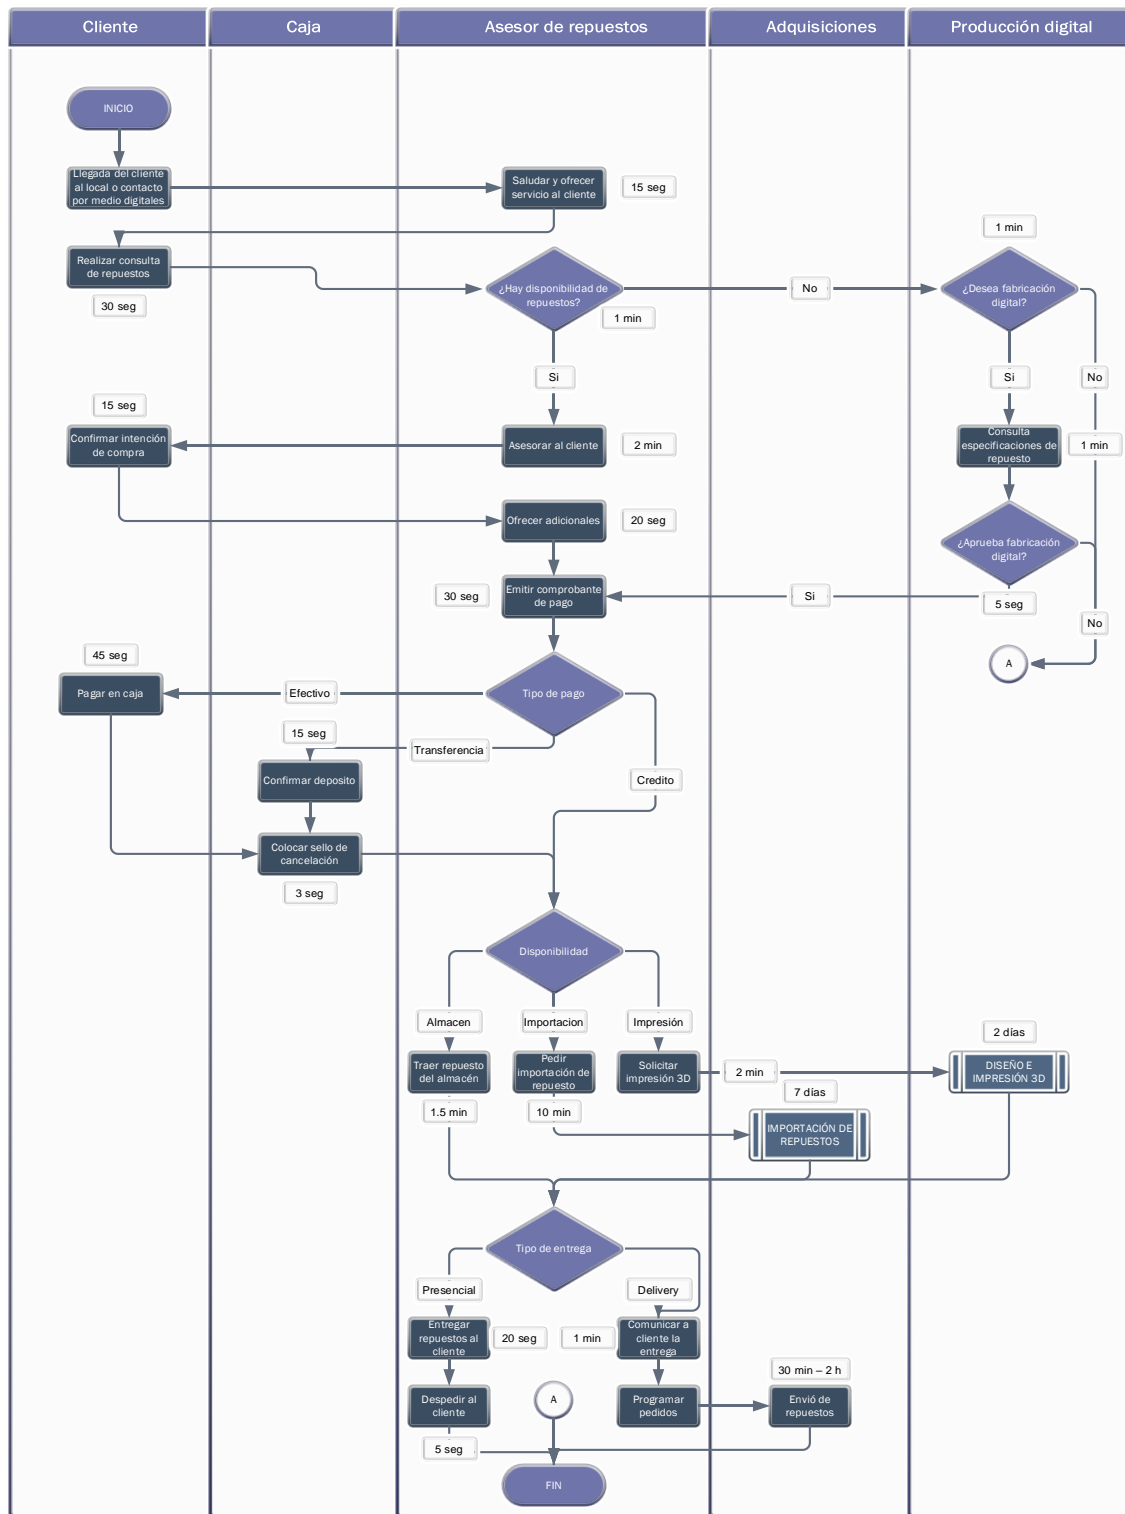 Cliente
Caja
Asesor de repuestos
Adquisiciones
Producción digital
INICIO
Llegada del cliente
al local o contacto
por medio digitales
Saludar y ofrecer
servicio al cliente
15 seg
1 min
Realizar consulta
de repuestos
30 seg
¿Hay disponibilidad de
repuestos?
1 min
No
¿Desea fabricación
digital?
Si
Si
No
15 seg
Confirmar intención
de compra
Asesorar al cliente
2 min
Consulta
especificaciones de
repuesto
1 min
Ofrecer adicionales
20 seg
¿Aprueba fabricación
digital?
30 seg
Emitir comprobante
de pago
Si
5 seg
No
A
45 seg
Pagar en caja
Efectivo
Tipo de pago
15 seg
Transferencia
Confirmar deposito
Credito
Colocar sello de
cancelación
3 seg
Disponibilidad
Almacen
Importacion
Impresión
2 días
Traer repuesto
del almacén
Pedir
importación de
repuesto
Solicitar
impresión 3D
2 min
DISEÑO E
IMPRESIÓN 3D
7 días
1.5 min
10 min
IMPORTACIÓN DE
REPUESTOS
Tipo de entrega
Presencial
Delivery
Entregar
repuestos al
cliente
20 seg
1 min
Comunicar a
cliente la
entrega
30 min – 2 h
Despedir al
cliente
A
Programar
pedidos
Envió de
repuestos
5 seg
FIN